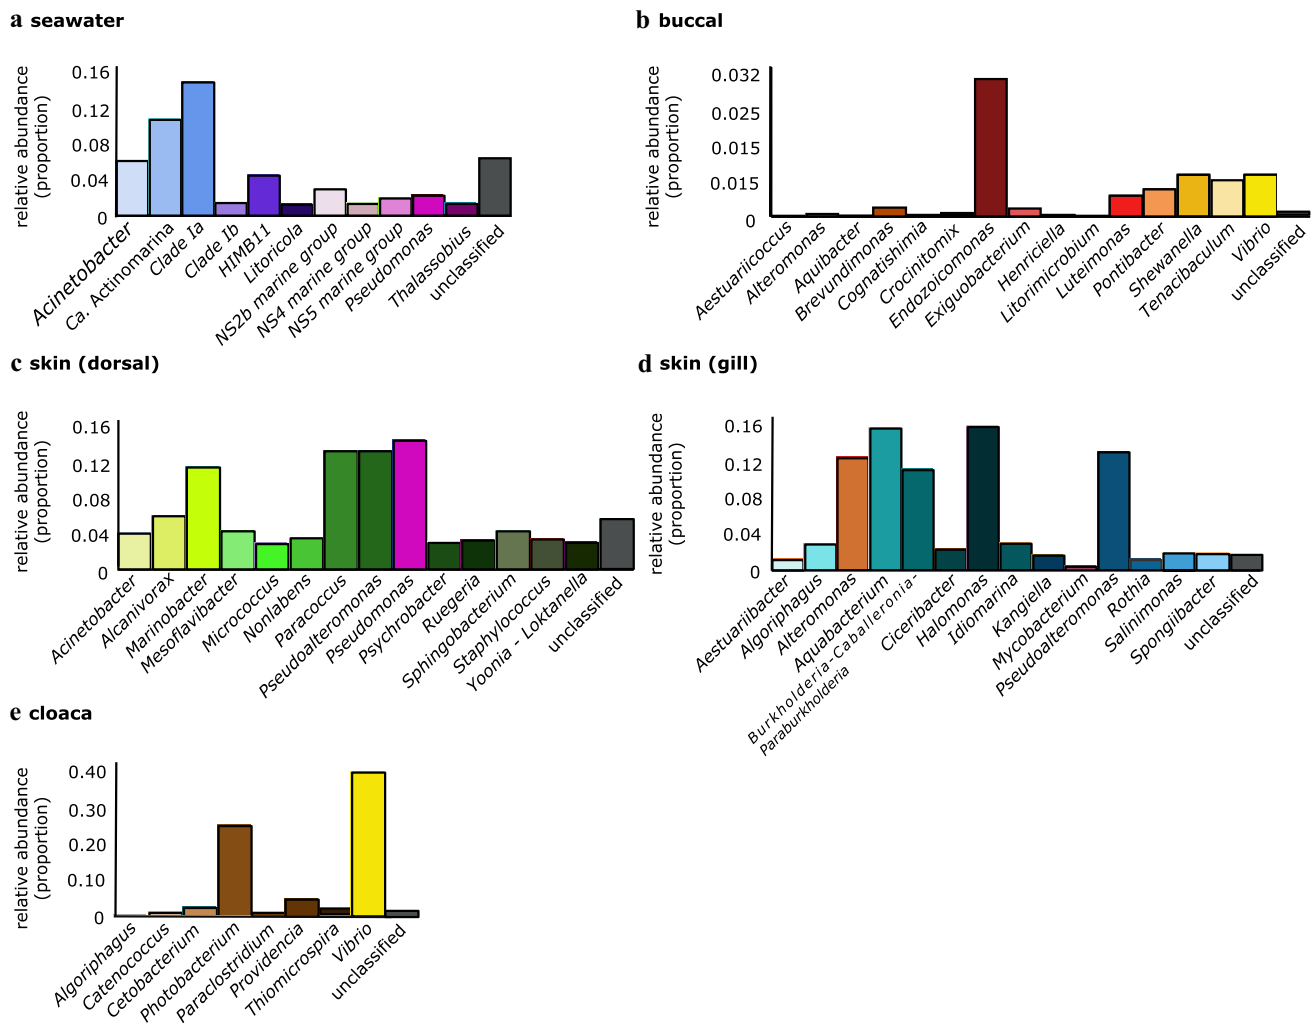 a seawater
relative abundance
(proportion)
0.16
0.12
0.08
0.04
0
Acinetobacter
Ca. Actinomarina
Clade Ia
Clade Ib
HIMB11
Litoricola
NS2b marine group
NS4 marine group
NS5 marine group
Pseudomonas
Thalassobius
unclassified
b buccal
relative abundance
(proportion)
0.032
0.025
0.015
0.015
0
Aestuariicoccus
Alteromonas
Aquibacter
Brevundimonas
Cognatishimia
Crocinitomix
Endozoicomonas
Exiguobacterium
Henriciella
Litorimicrobium
Luteimonas
Pontibacter
Shewanella
Tenacibaculum
Vibrio
unclassified
c skin (dorsal)
relative abundance
(proportion)
0.16
0.12
0.08
0.04
0
Acinetobacter
Alcanivorax
Marinobacter
Mesoflavibacter
Micrococcus
Nonlabens
Paracoccus
Pseudoalteromonas
Pseudomonas
Psychrobacter
Ruegeria
Sphingobacterium
Staphylococcus
Yoonia - Loktanella
unclassified
d skin (gill)
relative abundance
(proportion)
0.16
0.12
0.08
0.04
0
Aestuariibacter
Algoriphagus
Alteromonas
Aquabacterium
Burkholderia-Caballeronia-
Paraburkholderia
Ciceribacter
Halomonas
Idiomarina
Kangiella
Mycobacterium
Pseudoalteromonas
Rothia
Salinimonas
Spongiibacter
unclassified
e cloaca
relative abundance
(proportion)
0.40
0.30
0.20
0.10
0
Algoriphagus
Catenococcus
Cetobacterium
Photobacterium
Paraclostridium
Providencia
Thiomicrospira
Vibrio
unclassified